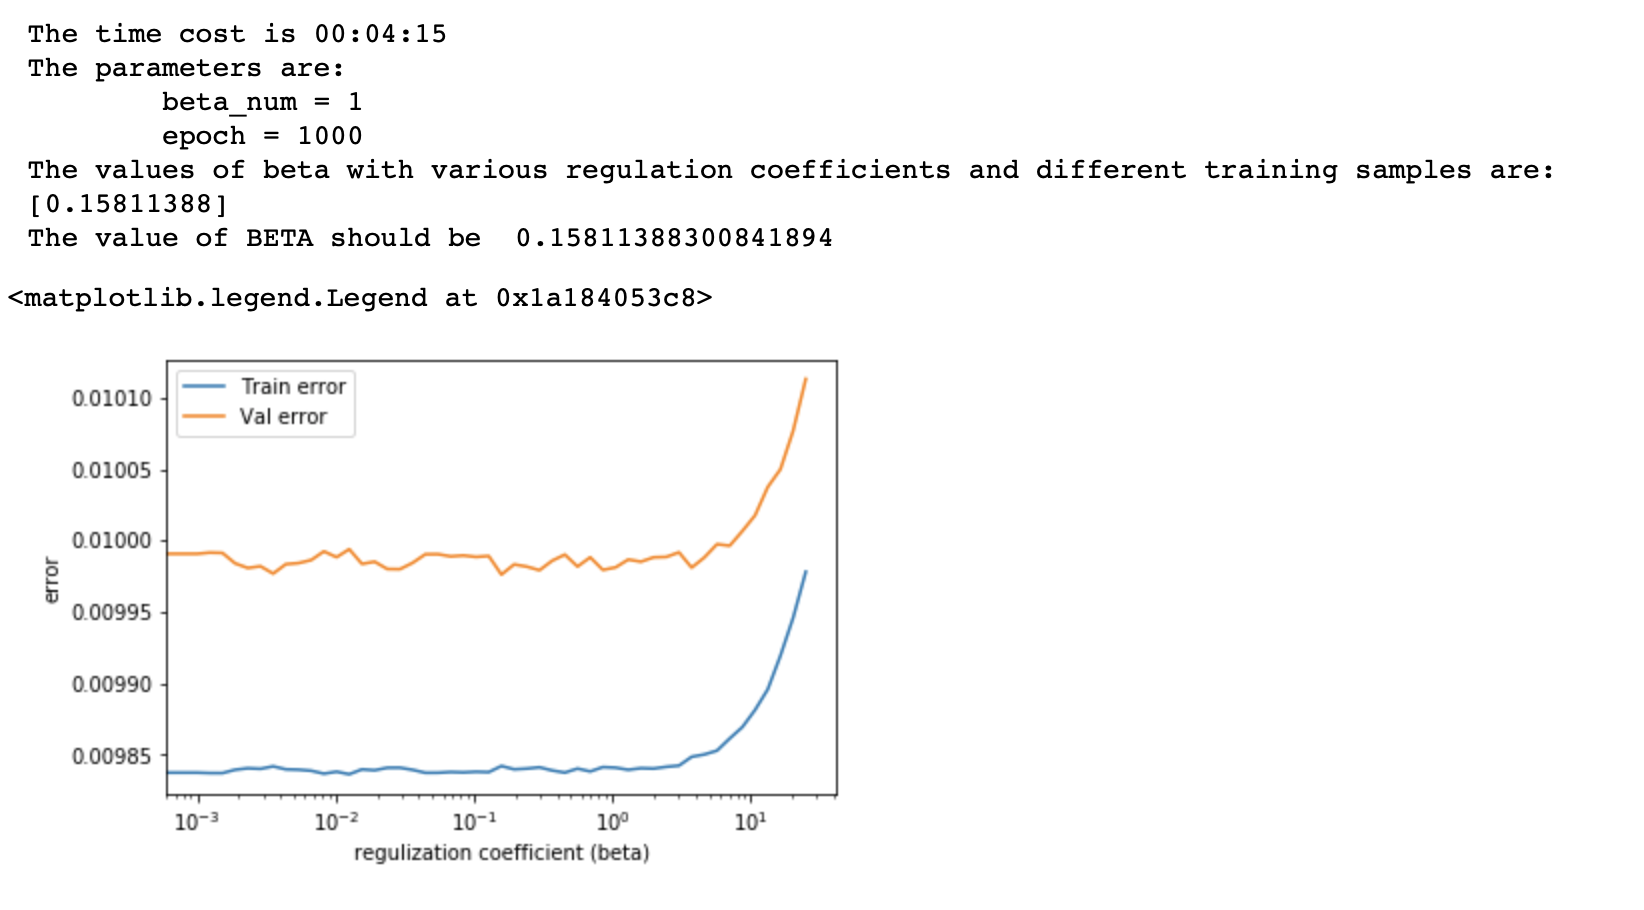 The time cost is 00:04:15
The parameters are:
beta_num = 1
epoch = 1000
The values of beta with various regulation coefficients and different training samples are:
[0.15811388]
The value of BETA should be  0.15811388300841894
<matplotlib.legend.Legend at 0x1a184053c8>
Train error
Val error
0.01010
0.01005
0.01000
0.00995
0.00990
0.00985
error
10⁻³ 10⁻² 10⁻¹ 10⁰ 10¹
regulization coefficient (beta)